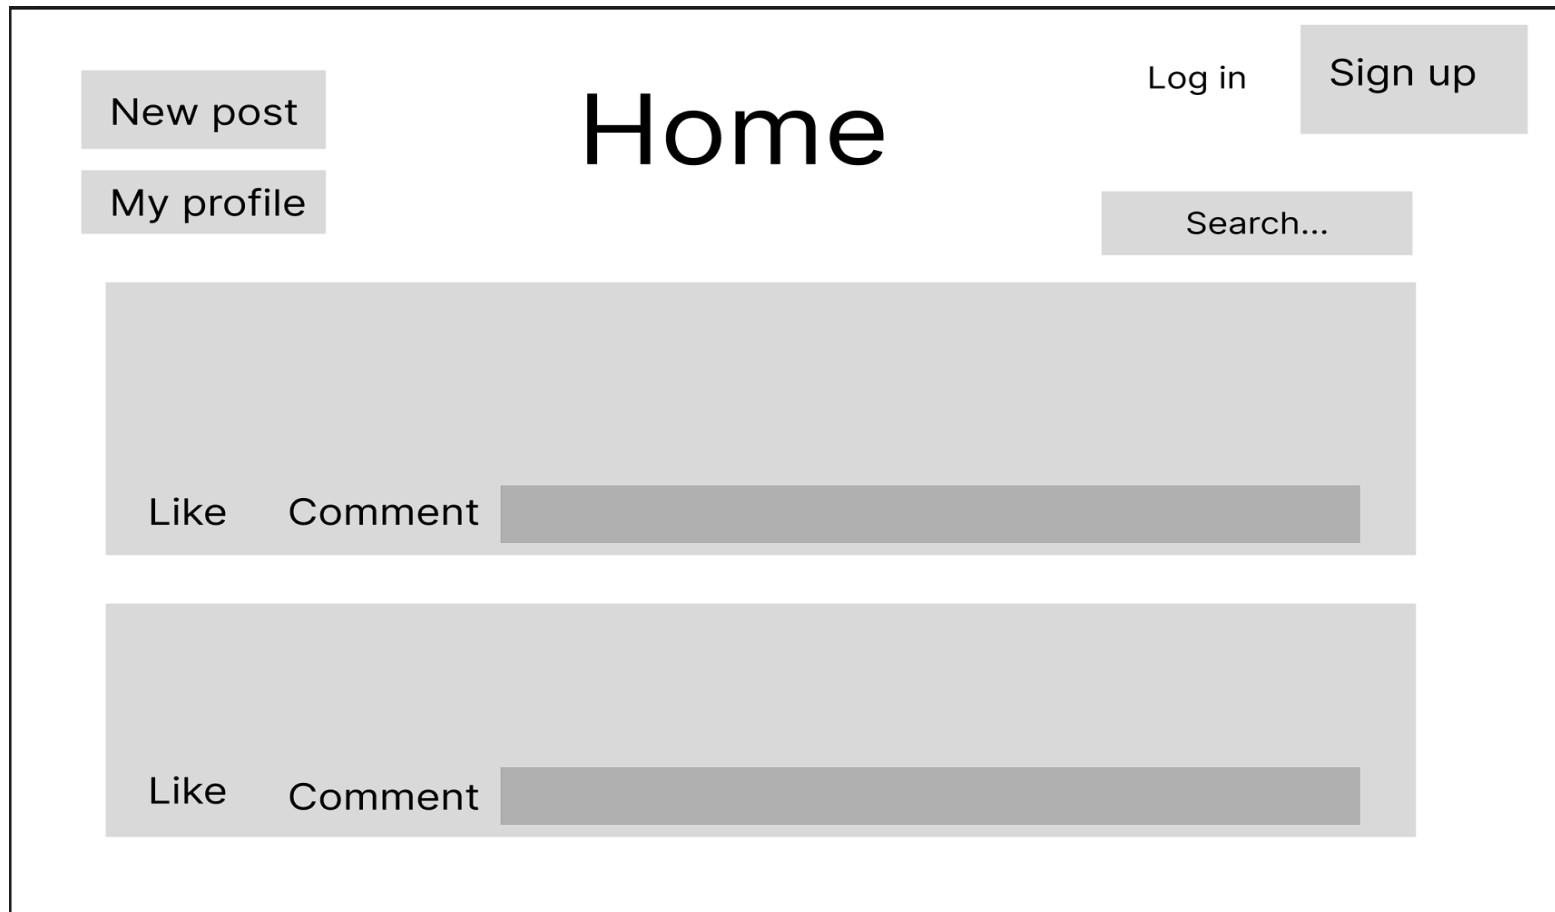 New post
My profile
Home
Log in
Sign up
Search...
Like
Comment
Like
Comment